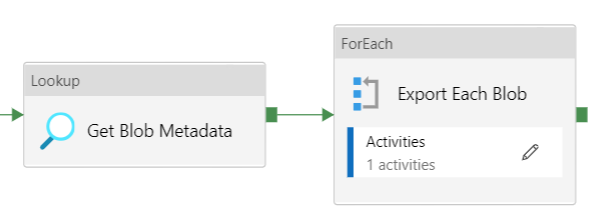 Lookup
Get Blob Metadata
ForEach
Export Each Blob
Activities
1 activities